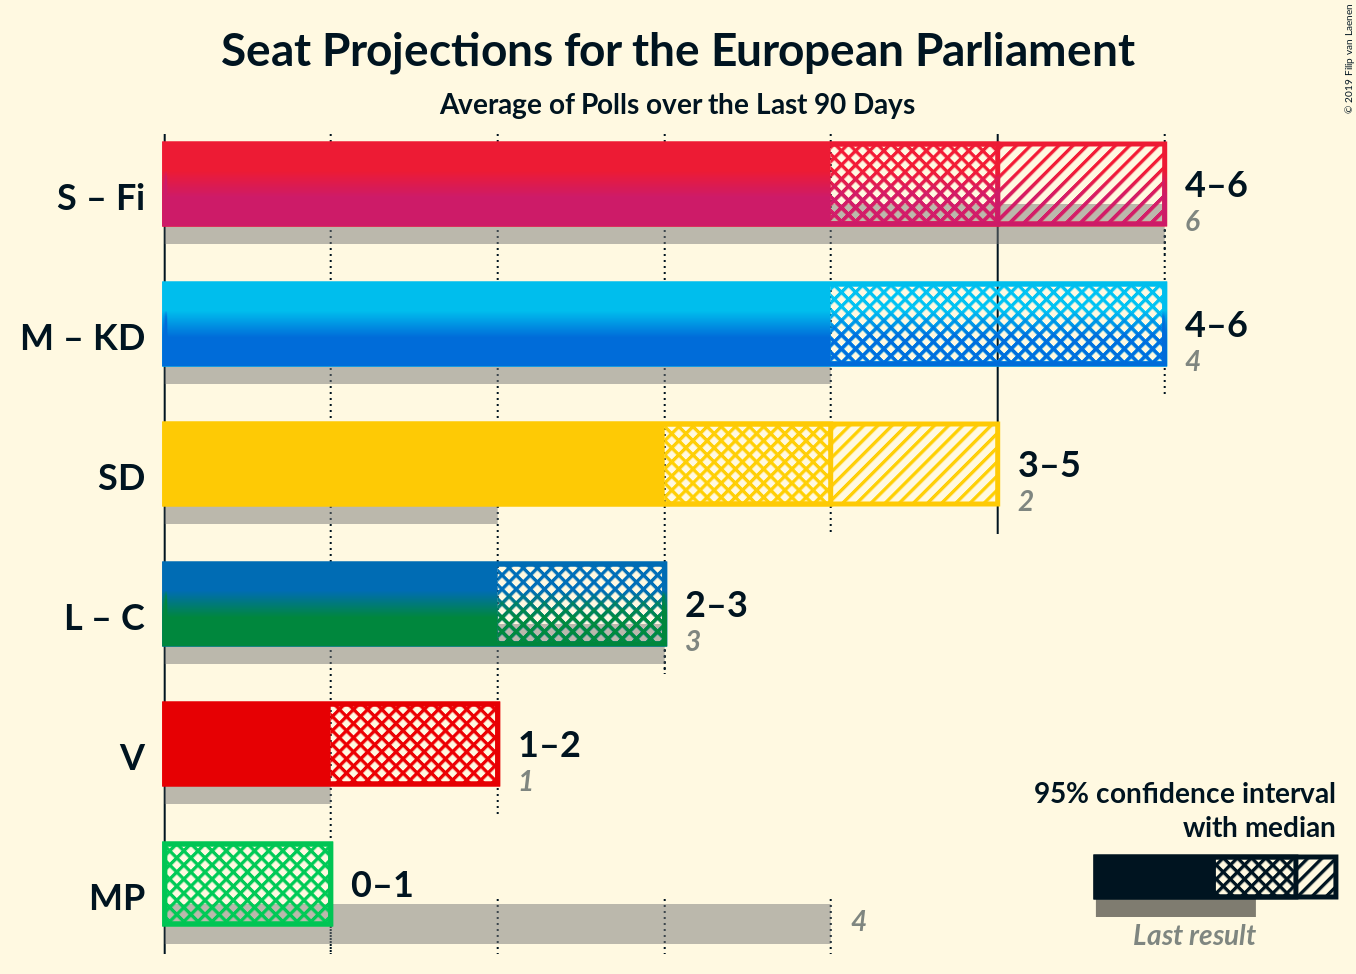 Seat Projections for the European Parliament
Average of Polls over the Last 90 Days
© 2019 Filip van Laenen
S – Fi
4–6
6
M – KD
4–6
4
SD
3–5
2
L – C
2–3
3
V
1–2
1
MP
0–1
4
95% confidence interval
with median
Last result